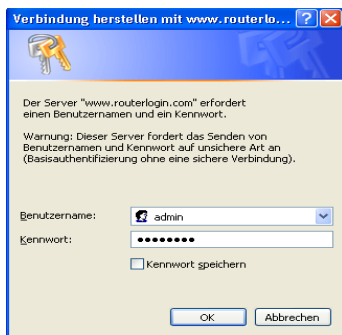 Verbindung herstellen mit www.routerlo...
Der Server "www.routerlogin.com" erfordert
einen Benutzernamen und ein Kennwort.
Warnung: Dieser Server fordert das Senden von
Benutzernamen und Kennwort auf unsichere Art an
(Basisauthentifizierung ohne eine sichere Verbindung).
Benutzername: admin
Kennwort: ••••••••
Kennwort speichern
OK Abbrechen